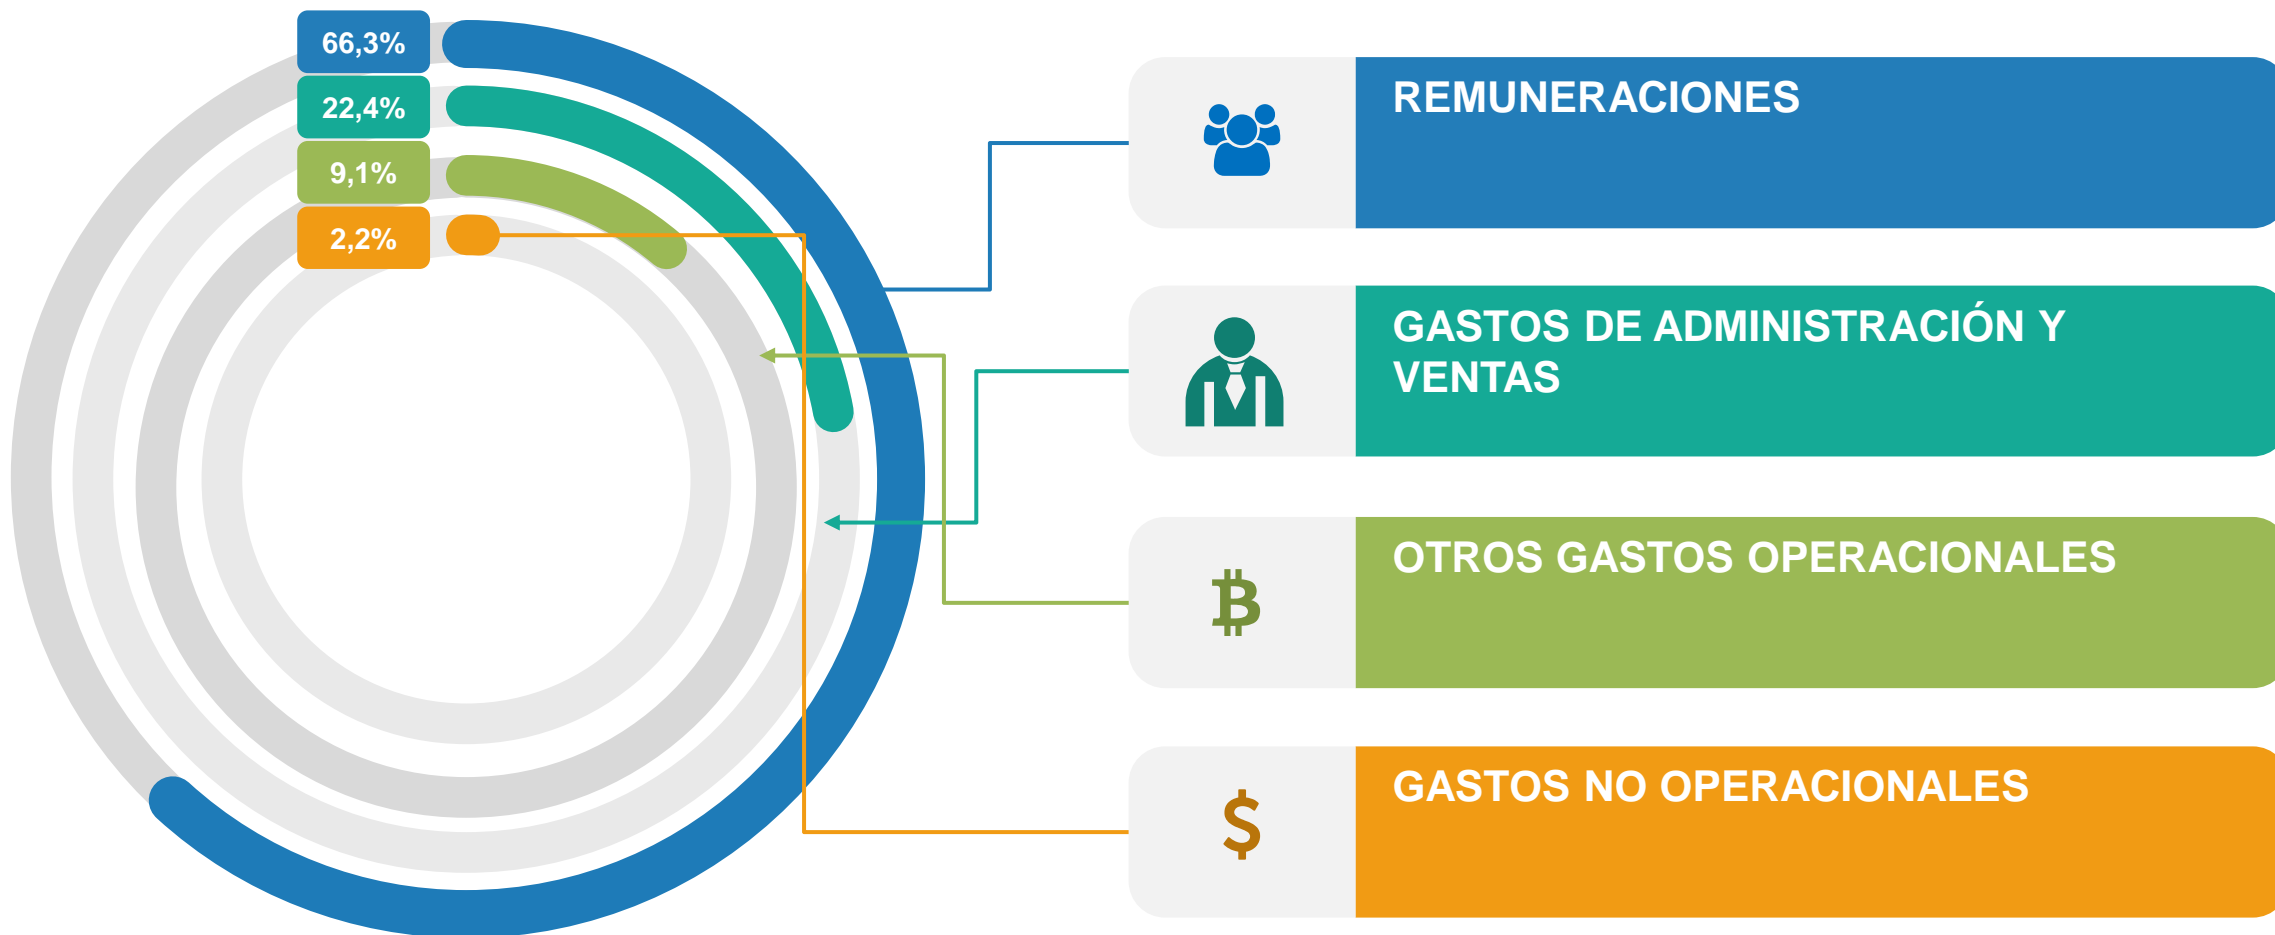 66,3%
22,4%
9,1%
2,2%
REMUNERACIONES
GASTOS DE ADMINISTRACIÓN Y
VENTAS
OTROS GASTOS OPERACIONALES
GASTOS NO OPERACIONALES